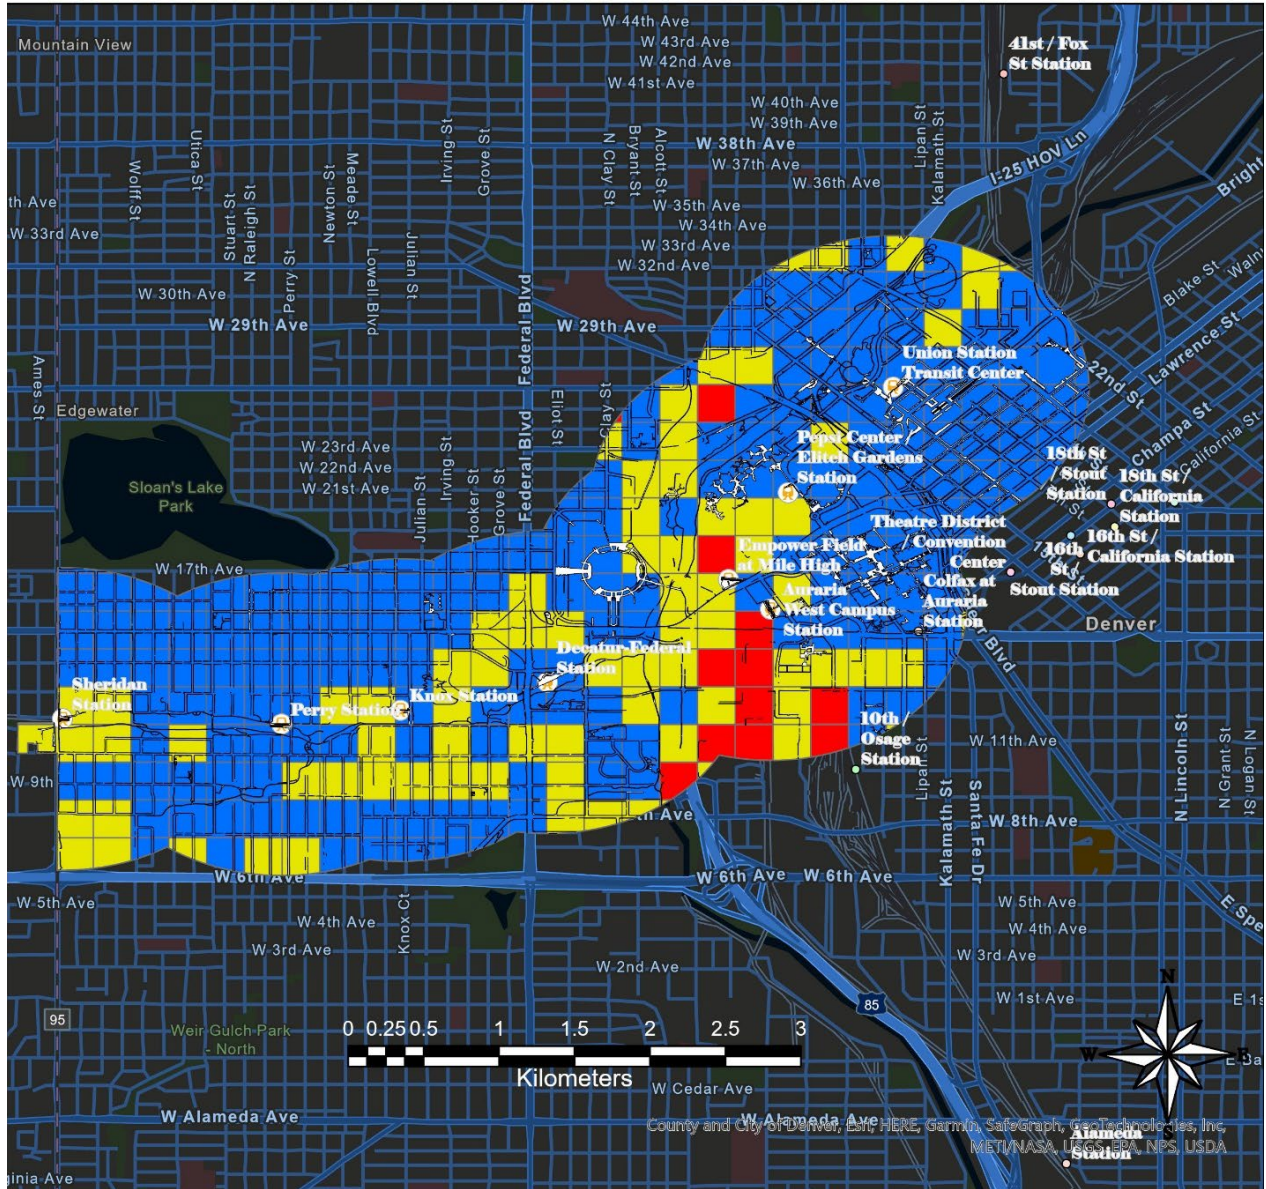 W 44th Ave
Mountain View
W 43rd Ave
41st / Fox
St Station
W 42nd Ave
W 41st Ave
W 40th Ave
W 39th Ave
W 38th Ave
Lipan St
Kalamath St
I-25 HOV Ln
Utica St
Irving St
Grove St
N Clay St
Bryant St
Alcott St
W 37th Ave
W 36th Ave
Wolff St
Meade St
Newton St
Stuart St
N Raleigh St
th Ave
W 35th Ave
Bright
W 34th Ave
W 33rd Ave
W 33rd Ave
Perry St
Lowell Blvd
Julian St
W 32nd Ave
Blake St
Waln
W 30th Ave
Federal Blvd
W 29th Ave
W 29th Ave
Lawrence St
Union Station
Transit Center
22nd St
Ames St
Edgewater
Federal Blvd
Eliot St
Clay St
Champa St
California St
W 23rd Ave
W 22nd Ave
W 21st Ave
Irving St
Julian St
Hooker St
Grove St
Pepsi Center /
Elitch Gardens
Station
18th St
/ Stout
Station
18th St /
California
Station
Sloan's Lake
Park
Theatre District
/ Convention
Center
16th St /
California Station
16th
St /
Stout Station
Empower Field
at Mile High
W 17th Ave
Colfax at
Auraria
Station
Auraria
West Campus
Station
Denver
Decatur-Federal
Station
Sheridan
Station
Knox Station
Perry Station
10th /
Osage
Station
W 11th Ave
N Lincoln St
N Grant St
N Logan St
W 9th
Lipan St
Kalamath St
Santa Fe Dr
th Ave
W 8th Ave
W 6th Ave
W 6th Ave
W 6th Ave
W 5th Ave
W 5th Ave
E Spe
W 4th Ave
Knox Ct
W 4th Ave
W 3rd Ave
W 3rd Ave
W 2nd Ave
N
W 1st Ave
E 1s
85
95
Weir Gulch Park
- North
0 0.25 0.5 1 1.5 2 2.5 3
Kilometers
W
E
E Ba
W Cedar Ave
W Alameda Ave
W Alameda Ave
S
County and City of Denver, Esri, HERE, Garmin, SafeGraph, GeoTechnologies, Inc,
METI/NASA, USGS, EPA, NPS, USDA
Alameda
Station
ginia Ave